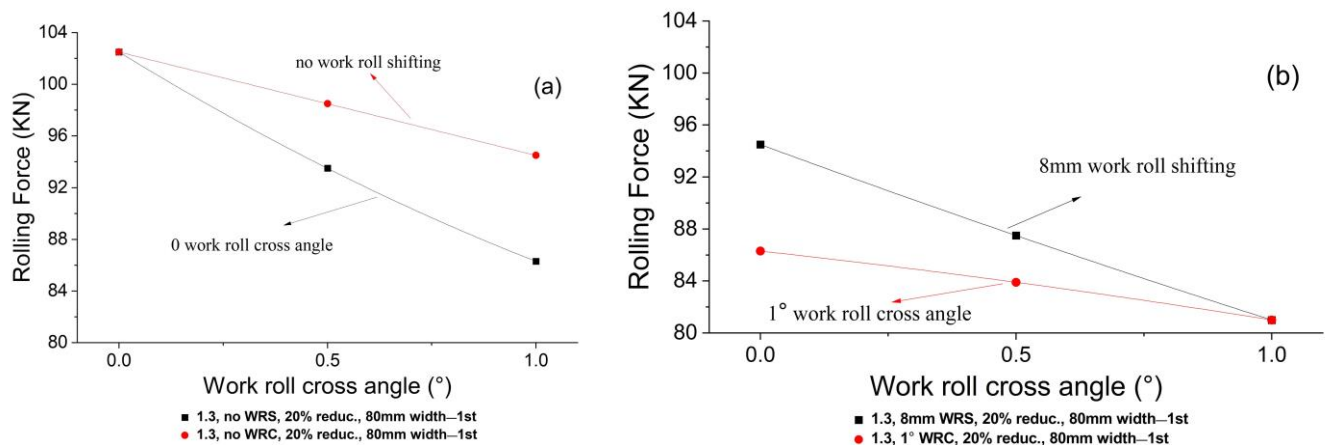 104
100
96
92
88
84
80
Rolling Force (KN)
no work roll shifting
(a)
0 work roll cross angle
0.0 0.5 1.0
Work roll cross angle (°)
1.3, no WRS, 20% reduc., 80mm width—1st
1.3, no WRC, 20% reduc., 80mm width—1st
104
100
96
92
88
84
80
Rolling Force (KN)
(b)
8mm work roll shifting
1° work roll cross angle
0.0 0.5 1.0
Work roll cross angle (°)
1.3, 8mm WRS, 20% reduc., 80mm width—1st
1.3, 1° WRC, 20% reduc., 80mm width—1st